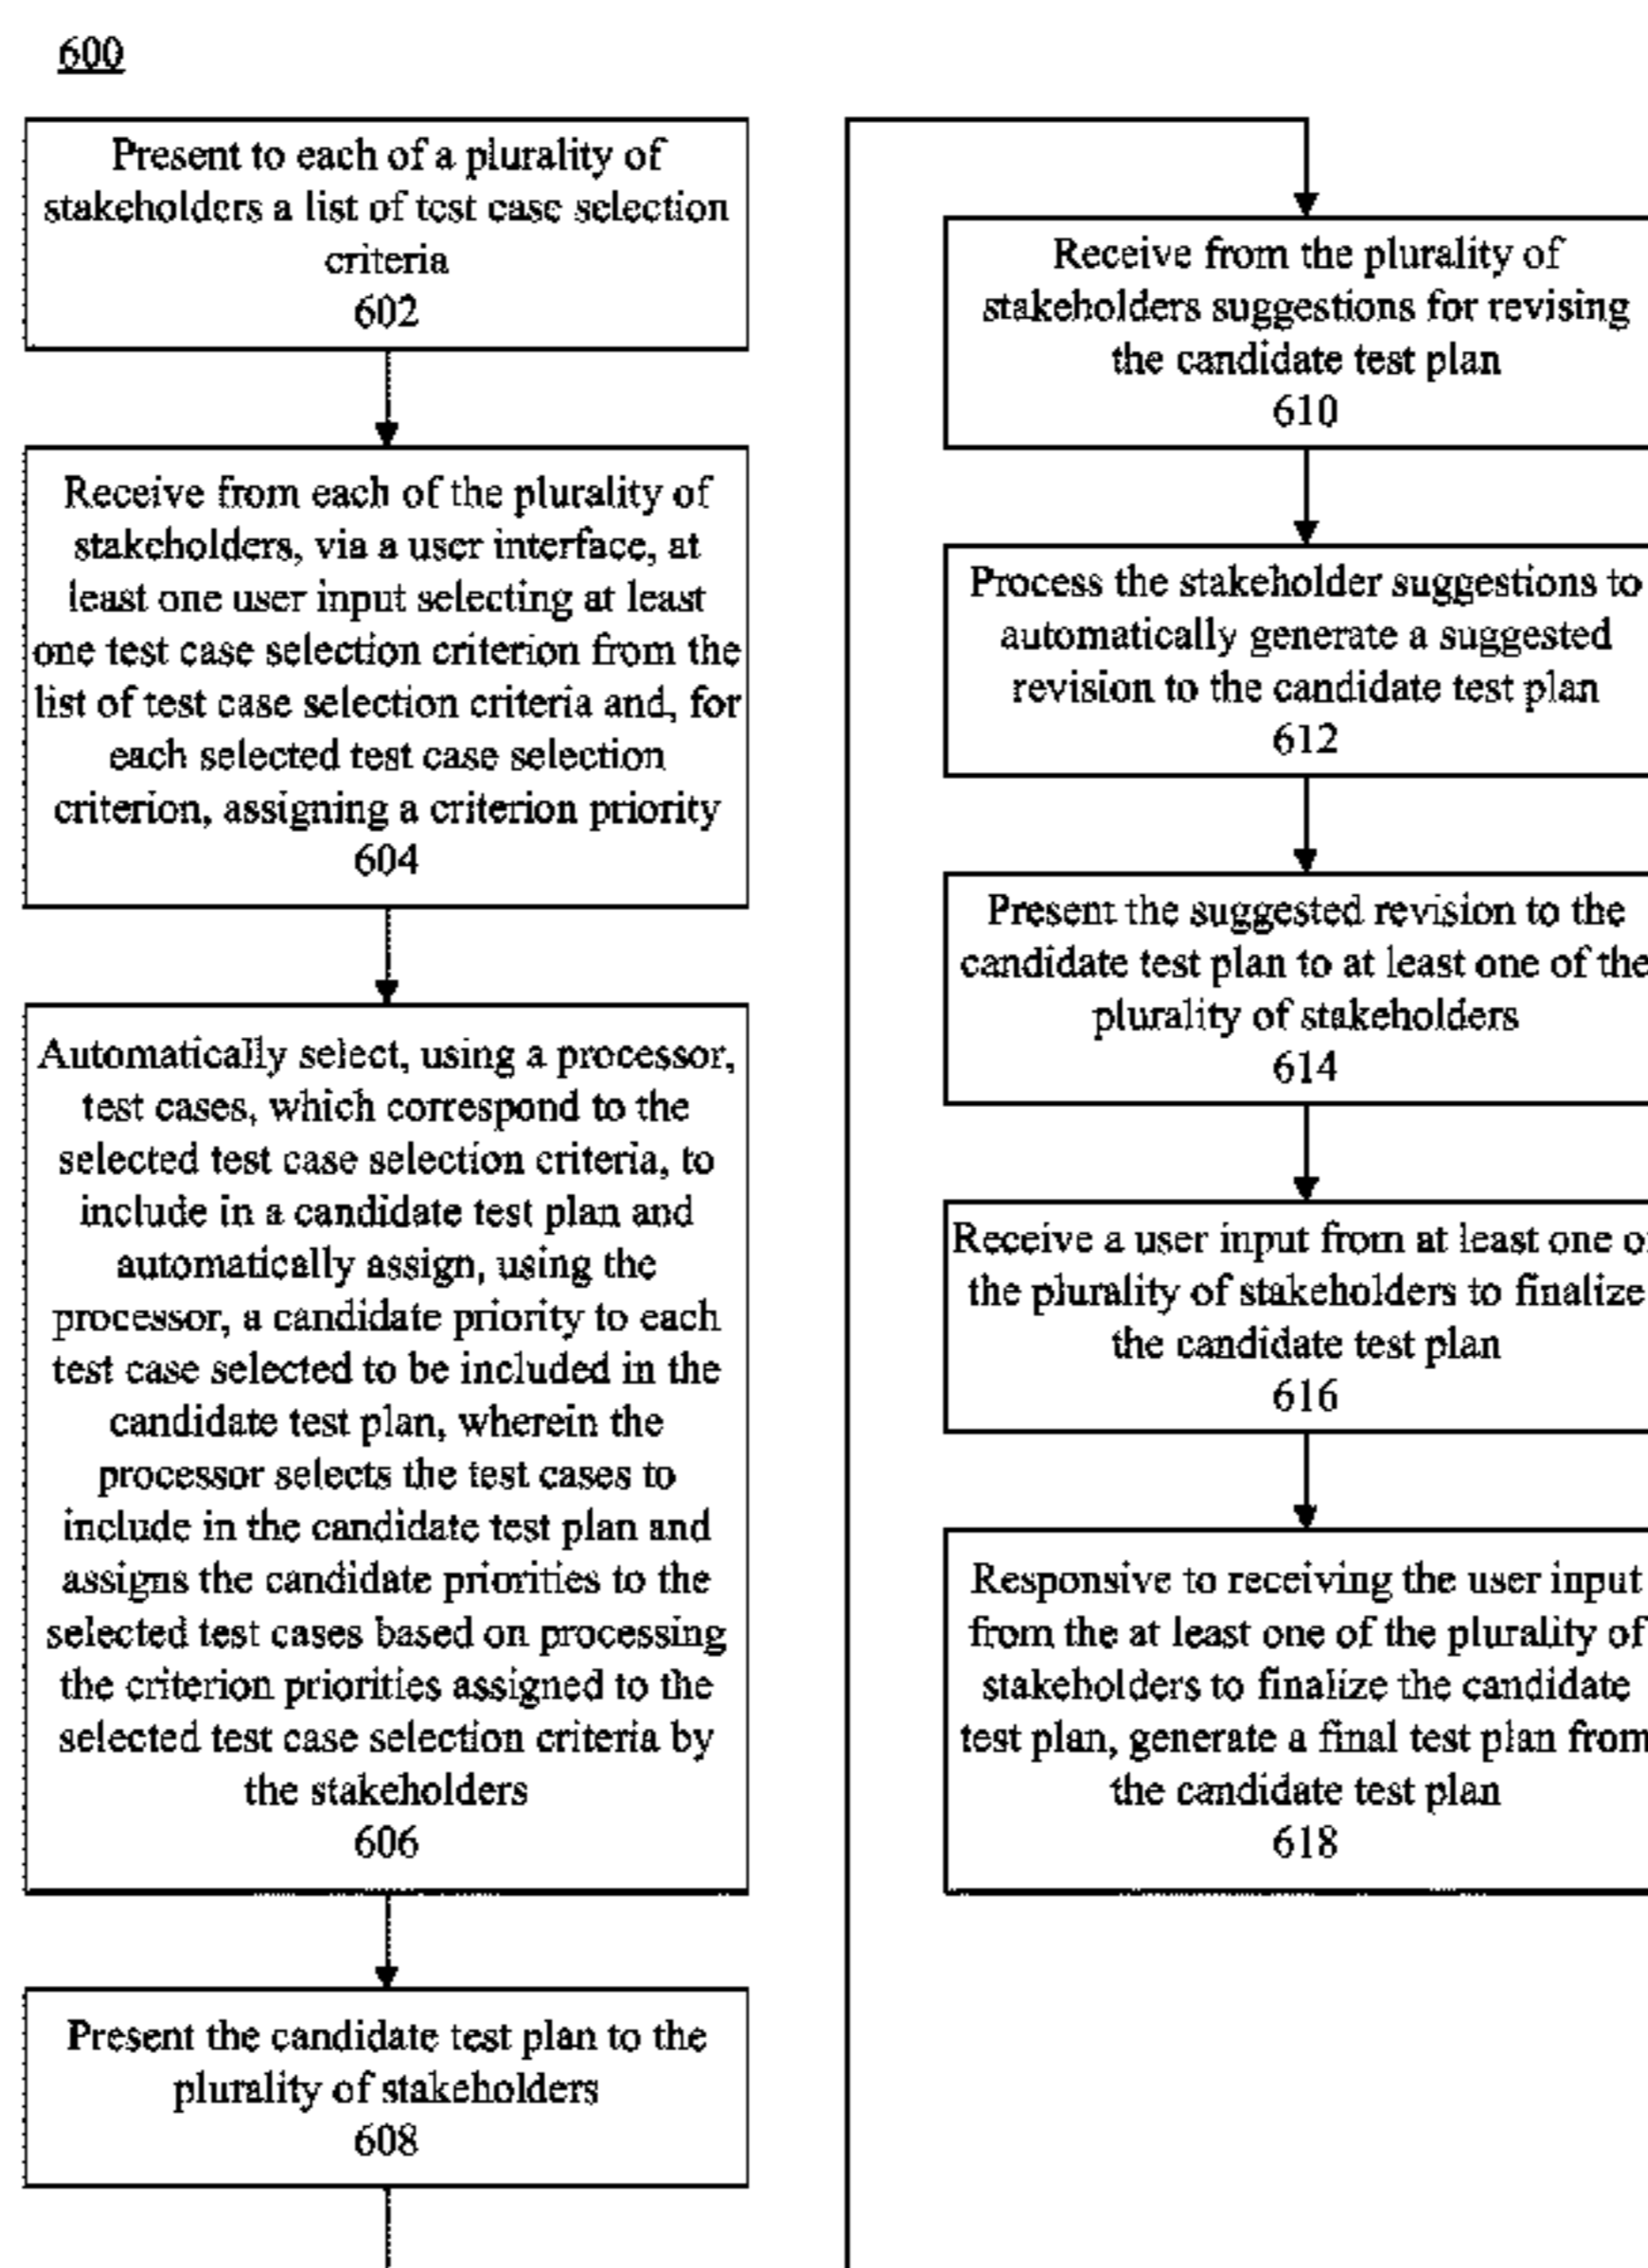 600
Present to each of a plurality of
stakeholders a list of test case selection
criteria
602
Receive from each of the plurality of
stakeholders, via a user interface, at
least one user input selecting at least
one test case selection criterion from the
list of test case selection criteria and, for
each selected test case selection
criterion, assigning a criterion priority
604
Automatically select, using a processor,
test cases, which correspond to the
selected test case selection criteria, to
include in a candidate test plan and
automatically assign, using the
processor, a candidate priority to each
test case selected to be included in the
candidate test plan, wherein the
processor selects the test cases to
include in the candidate test plan and
assigns the candidate priorities to the
selected test cases based on processing
the criterion priorities assigned to the
selected test case selection criteria by
the stakeholders
606
Present the candidate test plan to the
plurality of stakeholders
608
Receive from the plurality of
stakeholders suggestions for revising
the candidate test plan
610
Process the stakeholder suggestions to
automatically generate a suggested
revision to the candidate test plan
612
Present the suggested revision to the
candidate test plan to at least one of the
plurality of stakeholders
614
Receive a user input from at least one of
the plurality of stakeholders to finalize
the candidate test plan
616
Responsive to receiving the user input
from the at least one of the plurality of
stakeholders to finalize the candidate
test plan, generate a final test plan from
the candidate test plan
618